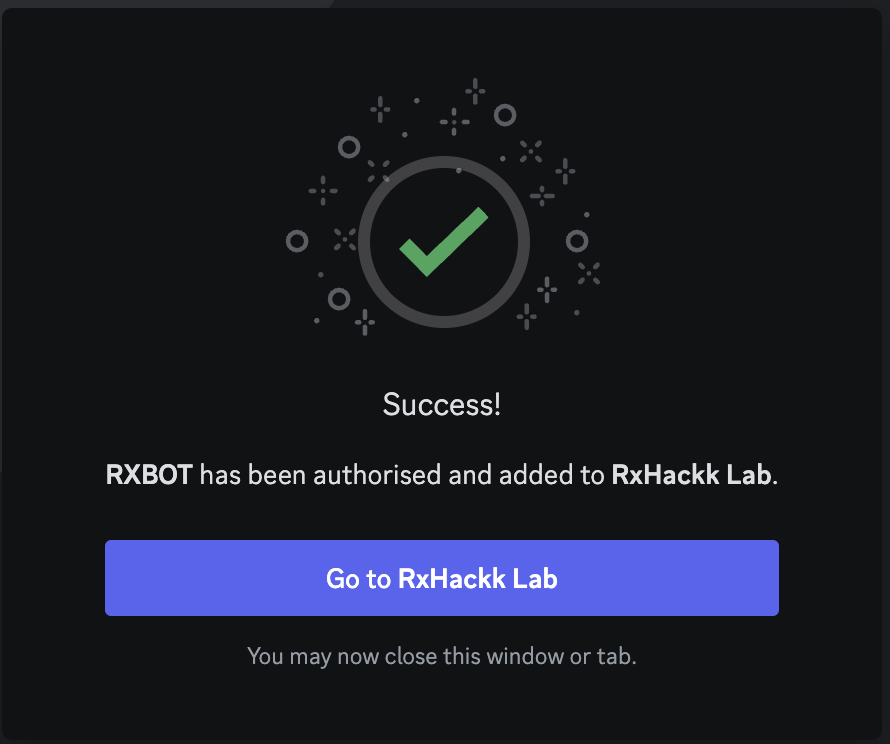 Success!
RXBOT has been authorised and added to RxHackk Lab.
Go to RxHackk Lab
You may now close this window or tab.